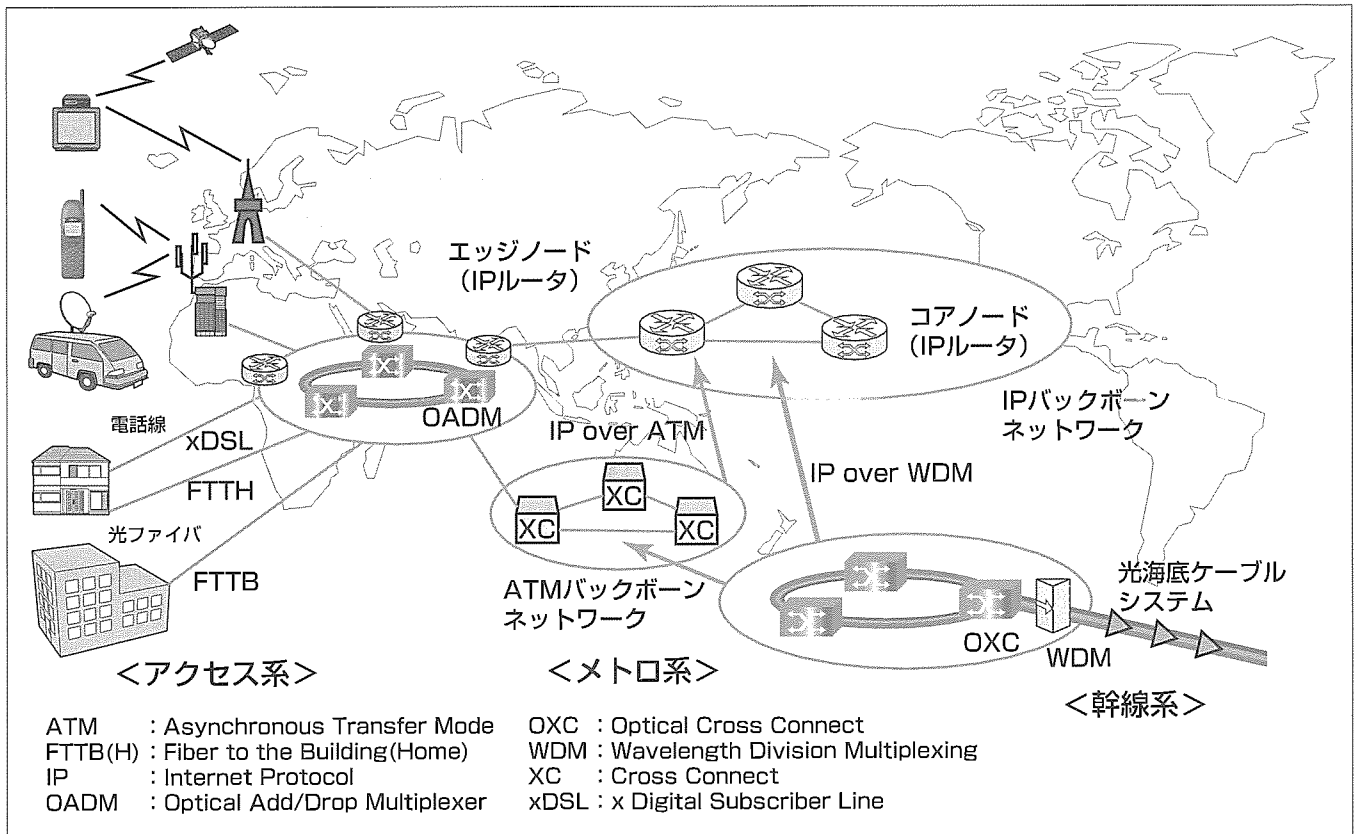 エッジノード
（IPルータ）
コアノード
（IPルータ）
電話線
xDSL
OADM
IP over ATM
IPバックボーン
ネットワーク
FTTH
IP over WDM
光ファイバ
XC
XC
XC
FTTB
ATMバックボーン
ネットワーク
光海底ケーブル
システム
OXC
WDM
＜アクセス系＞
＜メトロ系＞
＜幹線系＞
ATM : Asynchronous Transfer Mode
FTTB(H) : Fiber to the Building(Home)
IP : Internet Protocol
OADM : Optical Add/Drop Multiplexer
OXC : Optical Cross Connect
WDM : Wavelength Division Multiplexing
XC : Cross Connect
xDSL : x Digital Subscriber Line